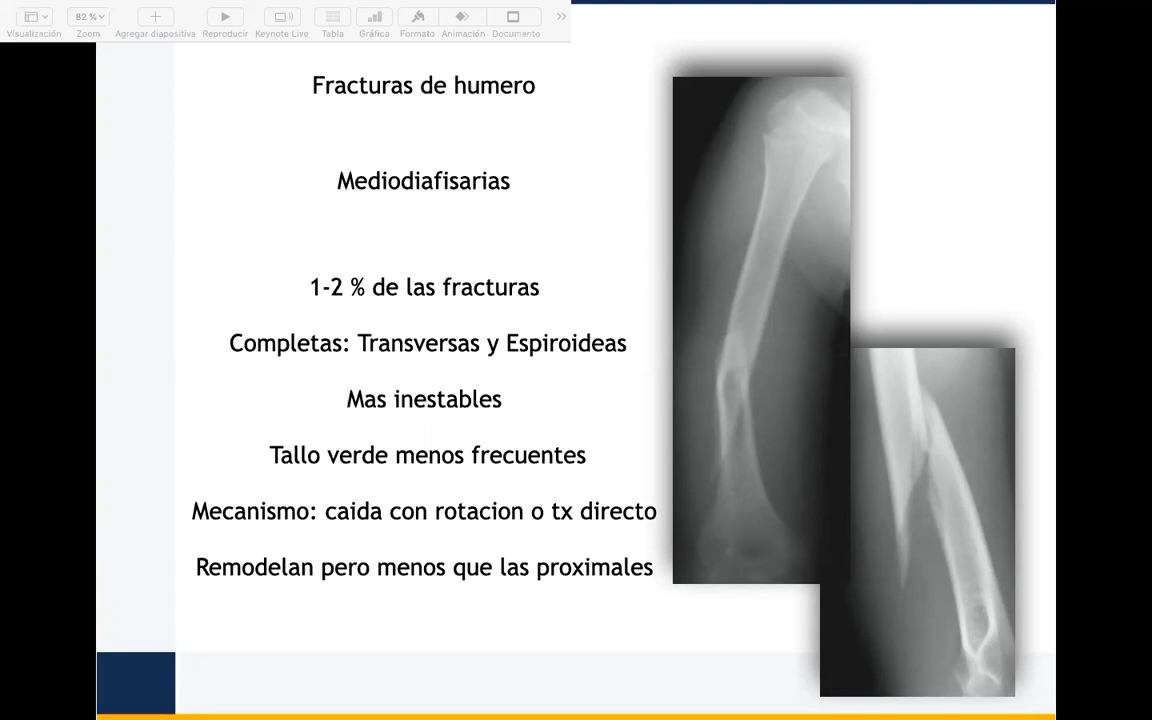 82 %
Visualización
Zoom
Agregar diapositiva
Reproducir
Keynote Live
Tabla
Gráfica
Formato
Animación
Documento
Fracturas de humero
Mediodiafisarias
1-2 % de las fracturas
Completas: Transversas y Espiroideas
Mas inestables
Tallo verde menos frecuentes
Mecanismo: caida con rotacion o tx directo
Remodelan pero menos que las proximales